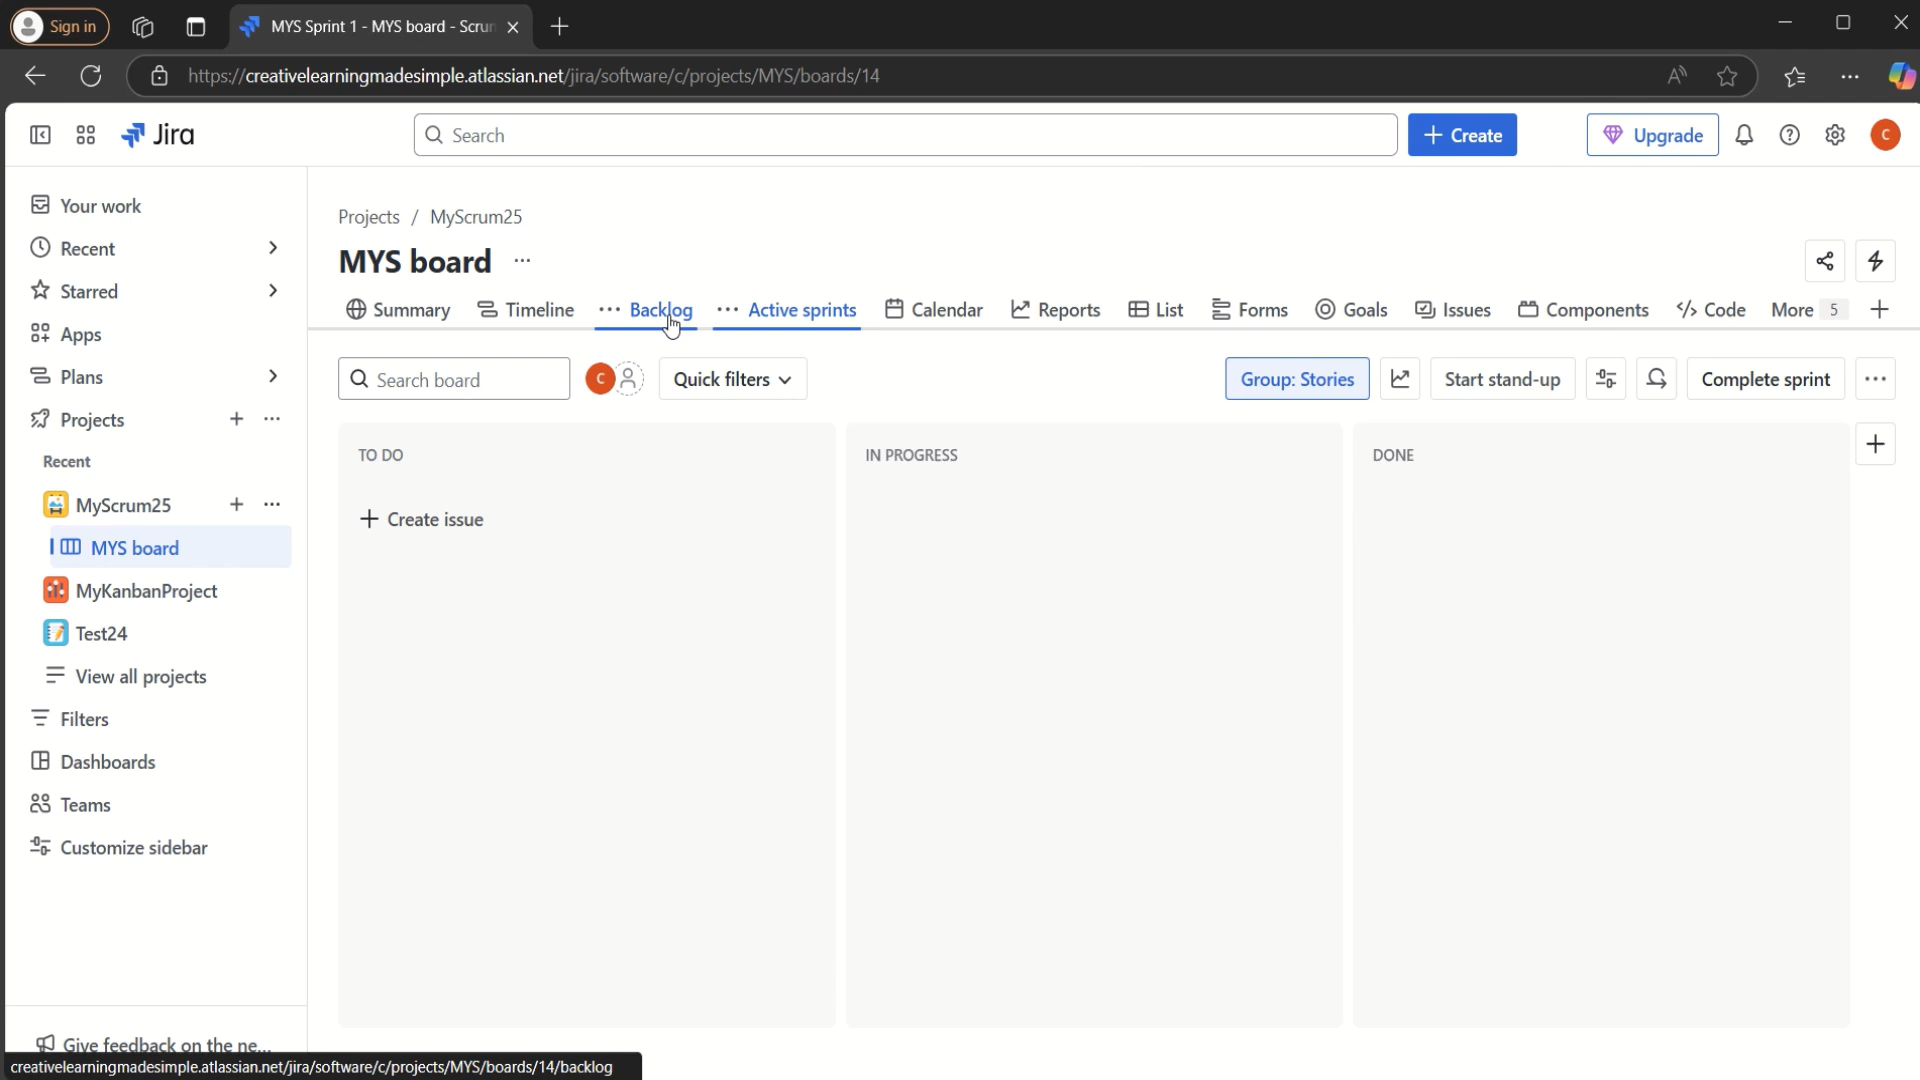 Sign in
MYS Sprint 1 - MYS board - Scrun
https://creativelearningmadesimple.atlassian.net/jira/software/c/projects/MYS/boards/14
Jira
Search
+ Create
Upgrade
C
Your work
Recent
Starred
Apps
Plans
Projects
Recent
MyScrum25
MYS board
MyKanbanProject
Test24
View all projects
Filters
Dashboards
Teams
Customize sidebar
Give feedback on the ne...
Projects / MyScrum25
MYS board ...
Summary
Timeline
Backlog
Active sprints
Calendar
Reports
List
Forms
Goals
Issues
Components
Code
More 5
Search board
C
Quick filters
Group: Stories
Start stand-up
Complete sprint
TO DO
IN PROGRESS
DONE
+ Create issue
creativelearningmadesimple.atlassian.net/jira/software/c/projects/MYS/boards/14/backlog